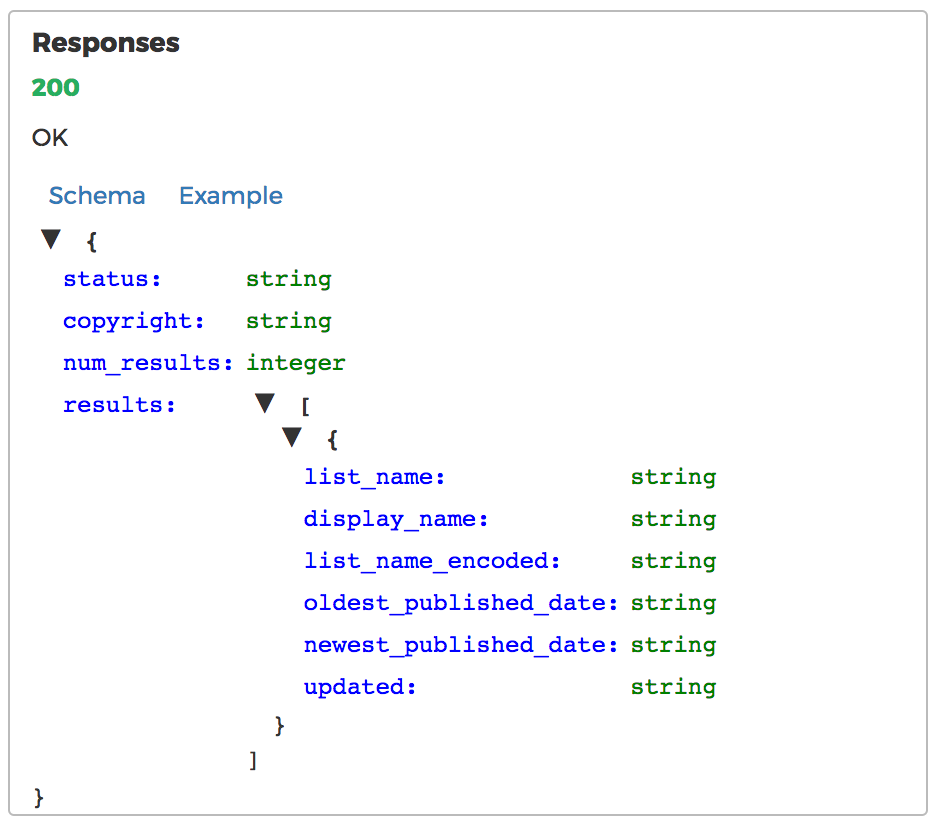 Responses
200
OK
Schema Example
▼ {
status: string
copyright: string
num_results: integer
results: ▼ [
▼ {
list_name: string
display_name: string
list_name_encoded: string
oldest_published_date: string
newest_published_date: string
updated: string
}
]
}